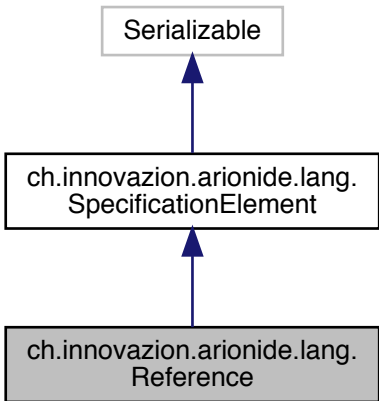 Serializable
ch.innovazion.arionide.lang.
SpecificationElement
ch.innovazion.arionide.lang.
Reference